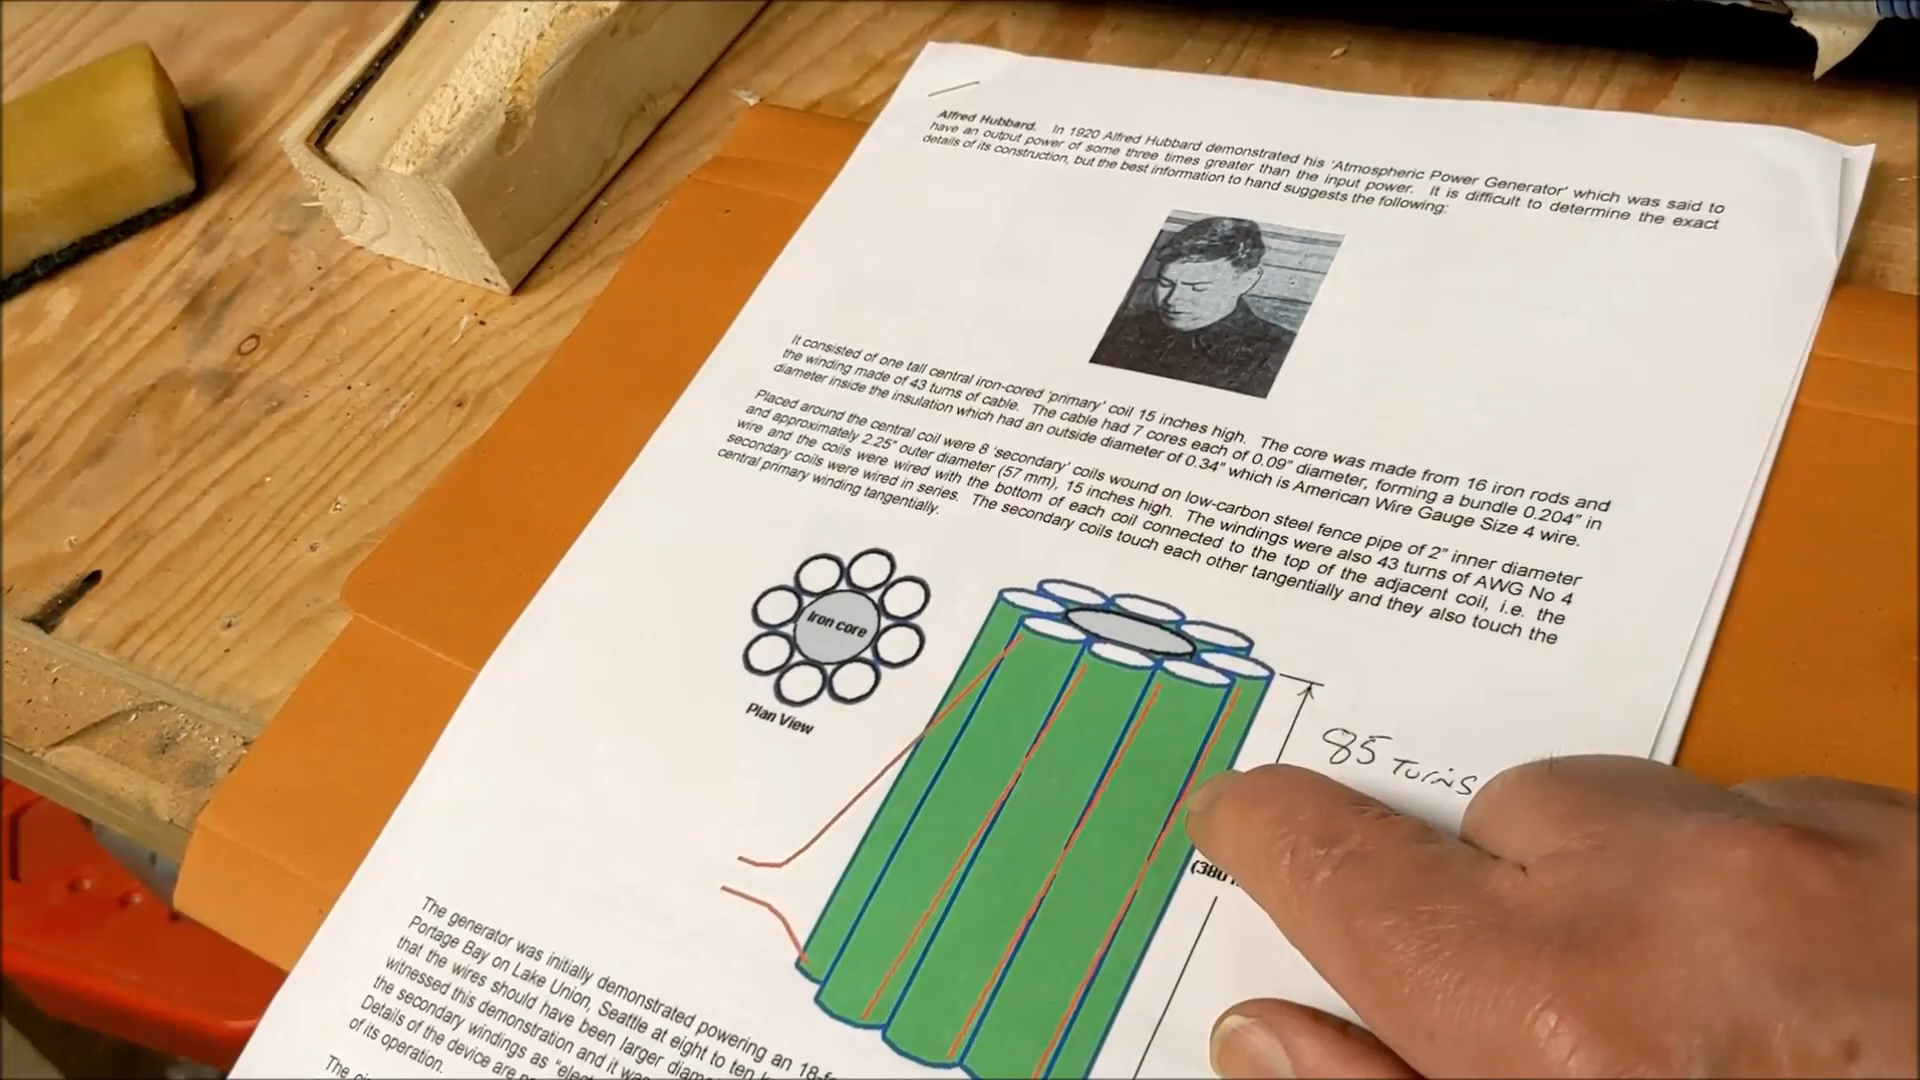 Alfred Hubbard. In 1920 Alfred Hubbard demonstrated his 'Atmospheric Power Generator' which was said to
have an output power of some three times greater than the input power. It is difficult to determine the exact
details of its construction, but the best information to hand suggests the following:
It consisted of one tall central iron-cored 'primary' coil 15 inches high. The core was made from 16 iron rods and
the winding made of 43 turns of cable. The cable had 7 cores each of 0.09" diameter, forming a bundle 0.204" in
diameter inside the insulation which had an outside diameter of 0.34" which is American Wire Gauge Size 4 wire.
Placed around the central coil were 8 'secondary' coils wound on low-carbon steel fence pipe of 2" inner diameter
and approximately 2.25" outer diameter (57 mm), 15 inches high. The windings were also 43 turns of AWG No 4
wire and the coils were wired with the bottom of each coil connected to the top of the adjacent coil, i.e. the
secondary coils were wired in series. The secondary coils touch each other tangentially and they also touch the
central primary winding tangentially.
Iron core
Plan View
85 Turns
(380
The generator was initially demonstrated powering an 18-
Portage Bay on Lake Union, Seattle at eight to ten
that the wires should have been larger
witnessed this demonstration and it was
the secondary windings as
Details of the device are
of its operation.
The